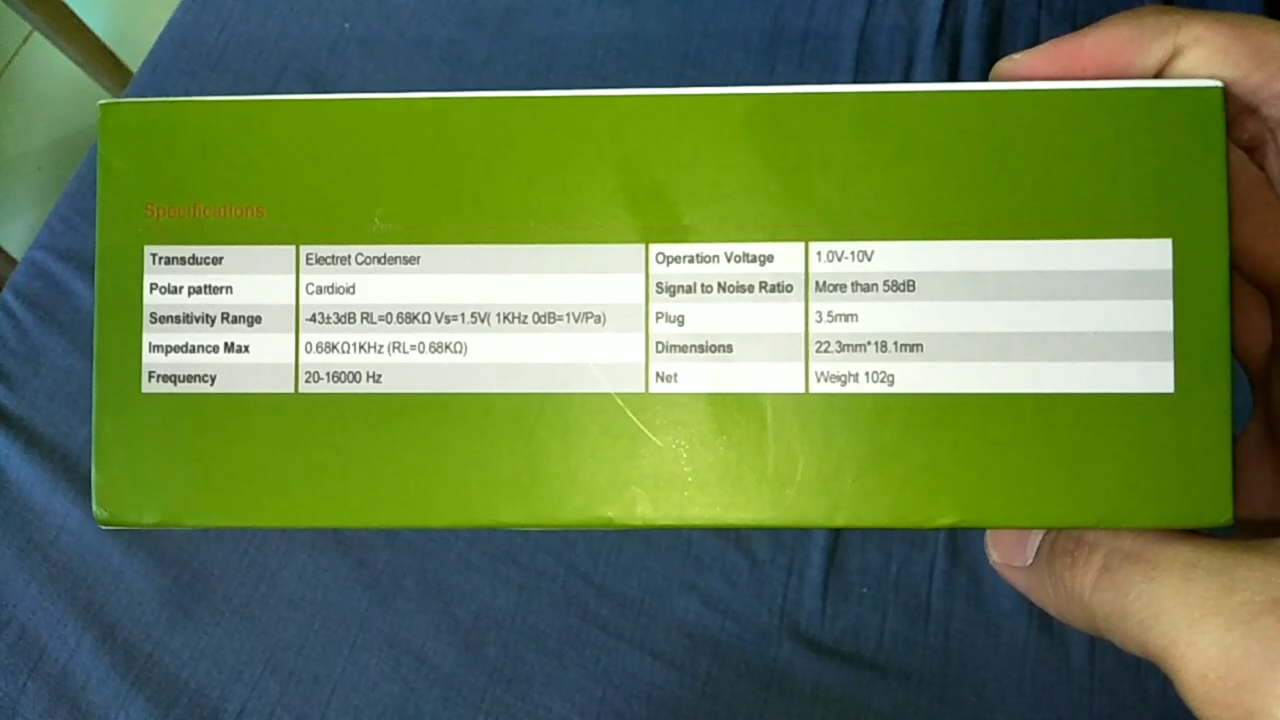 Specifications
Transducer Electret Condenser Operation Voltage 1.0V-10V
Polar pattern Cardioid Signal to Noise Ratio More than 58dB
Sensitivity Range -43±3dB RL=0.68KΩ Vs=1.5V( 1KHz 0dB=1V/Pa) Plug 3.5mm
Impedance Max 0.68KΩ1KHz (RL=0.68KΩ) Dimensions 22.3mm*18.1mm
Frequency 20-16000 Hz Net Weight 102g